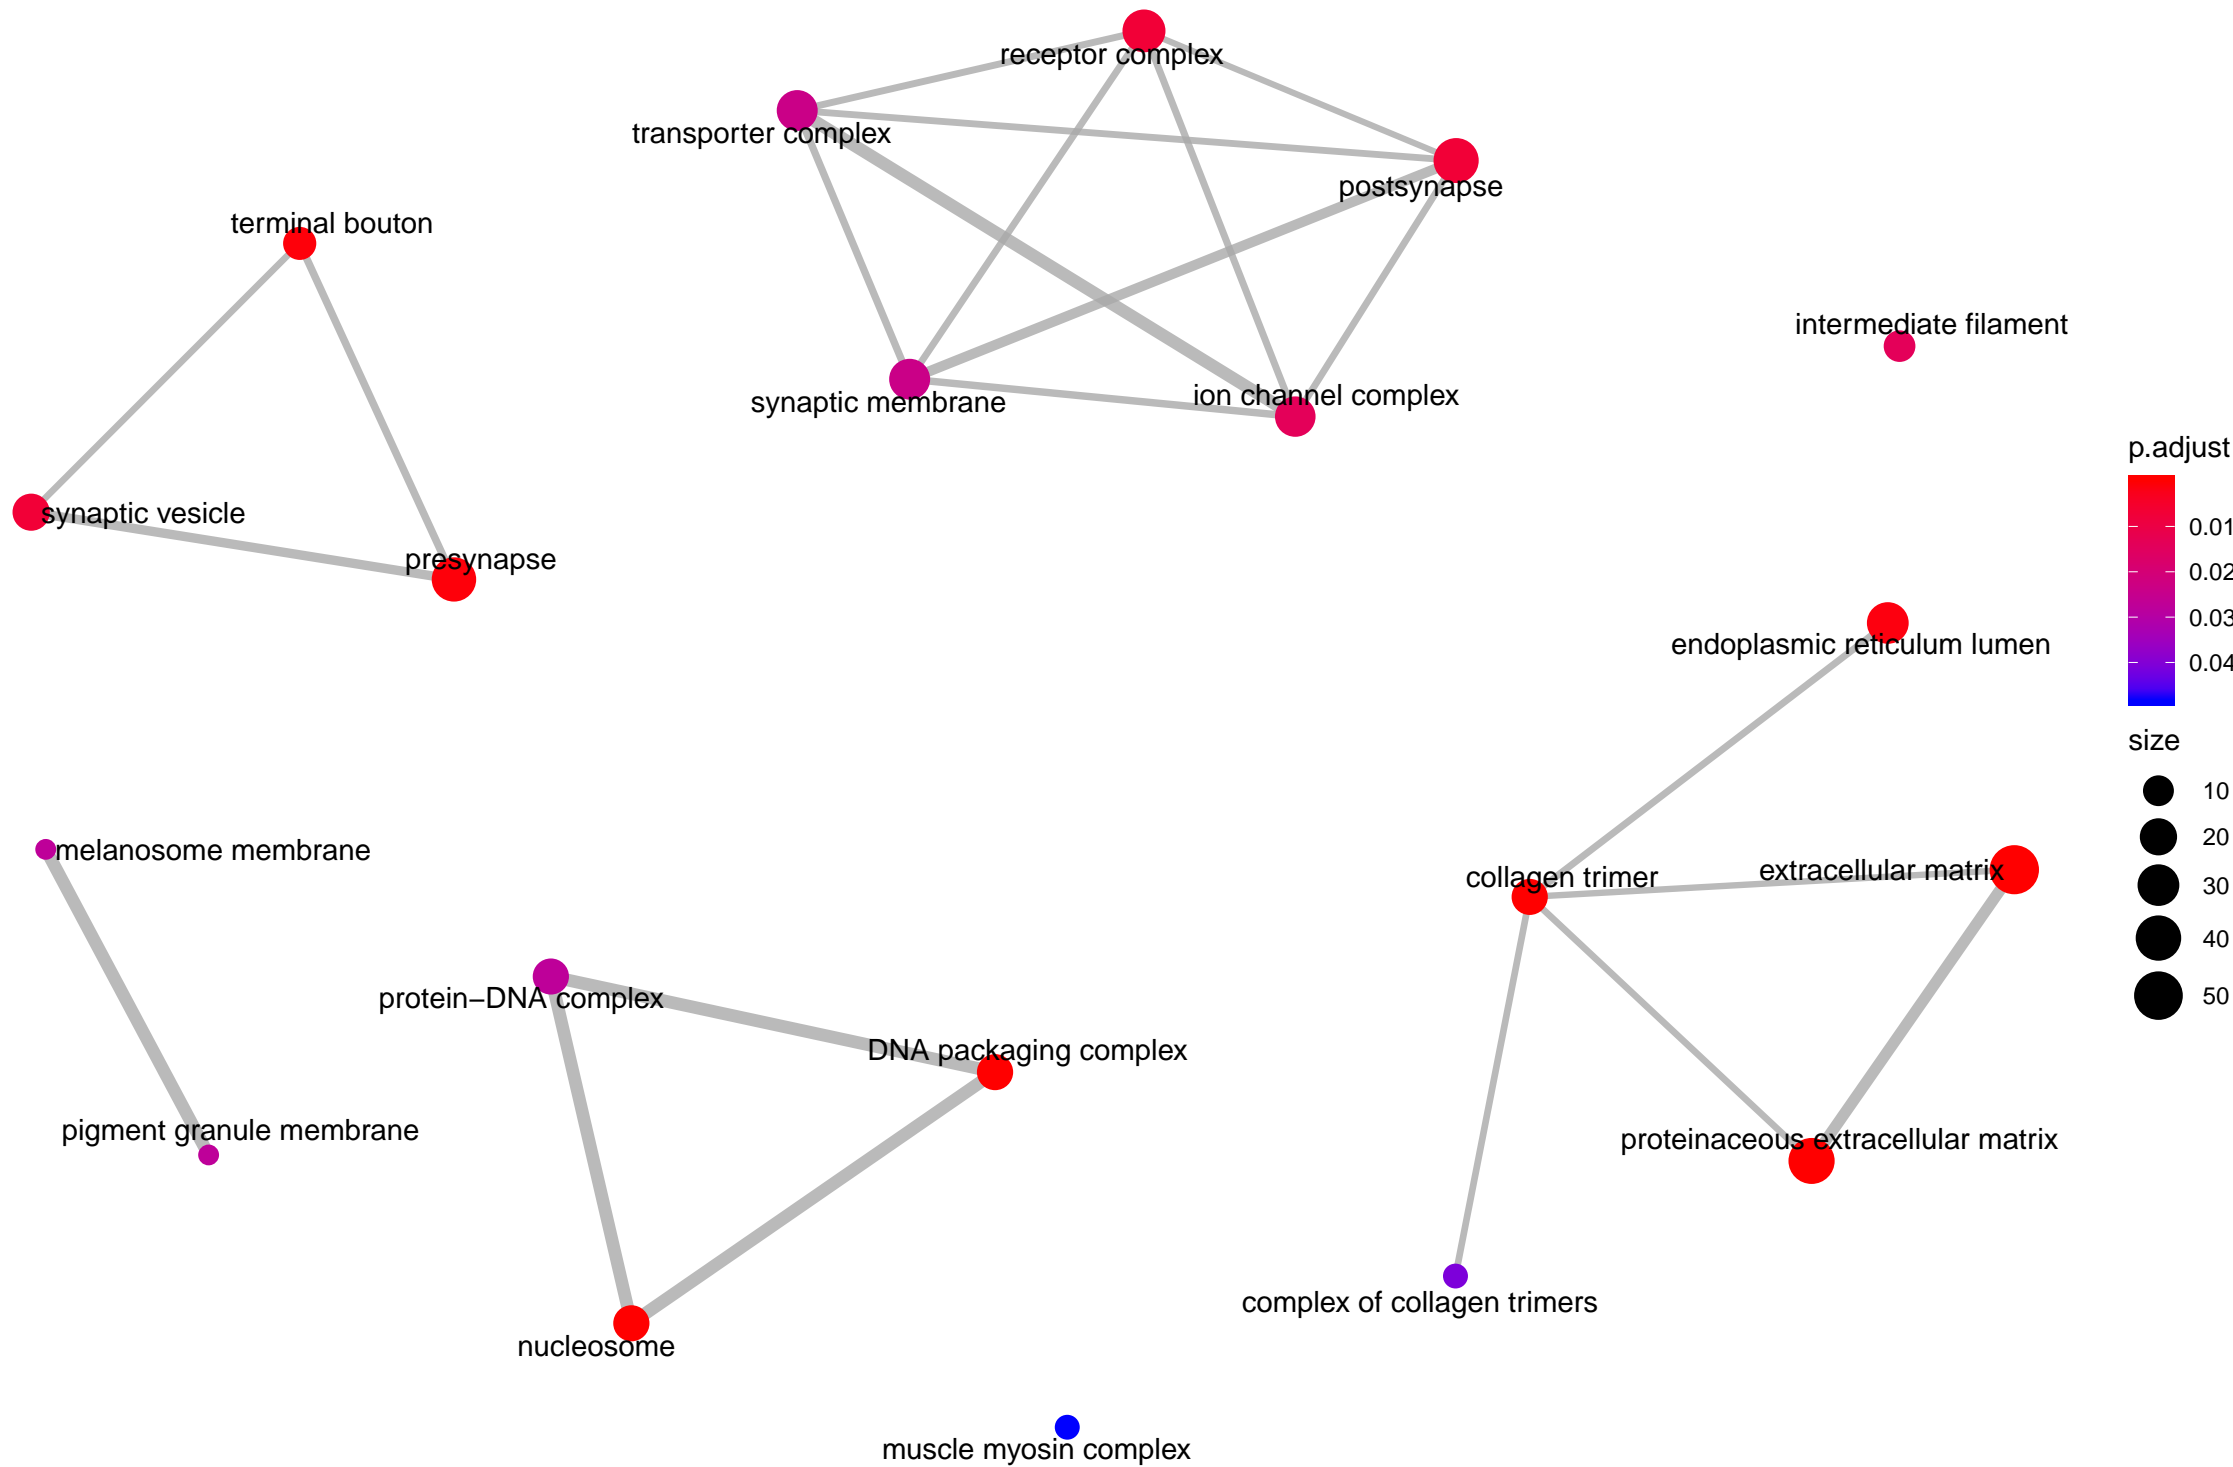 receptor complex
transporter complex
postsynapse
terminal bouton
intermediate filament
synaptic membrane
ion channel complex
synaptic vesicle
presynapse
endoplasmic reticulum lumen
melanosome membrane
collagen trimer
extracellular matrix
protein−DNA complex
DNA packaging complex
pigment granule membrane
proteinaceous extracellular matrix
complex of collagen trimers
nucleosome
muscle myosin complex
p.adjust
0.01
0.02
0.03
0.04
size
10
20
30
40
50